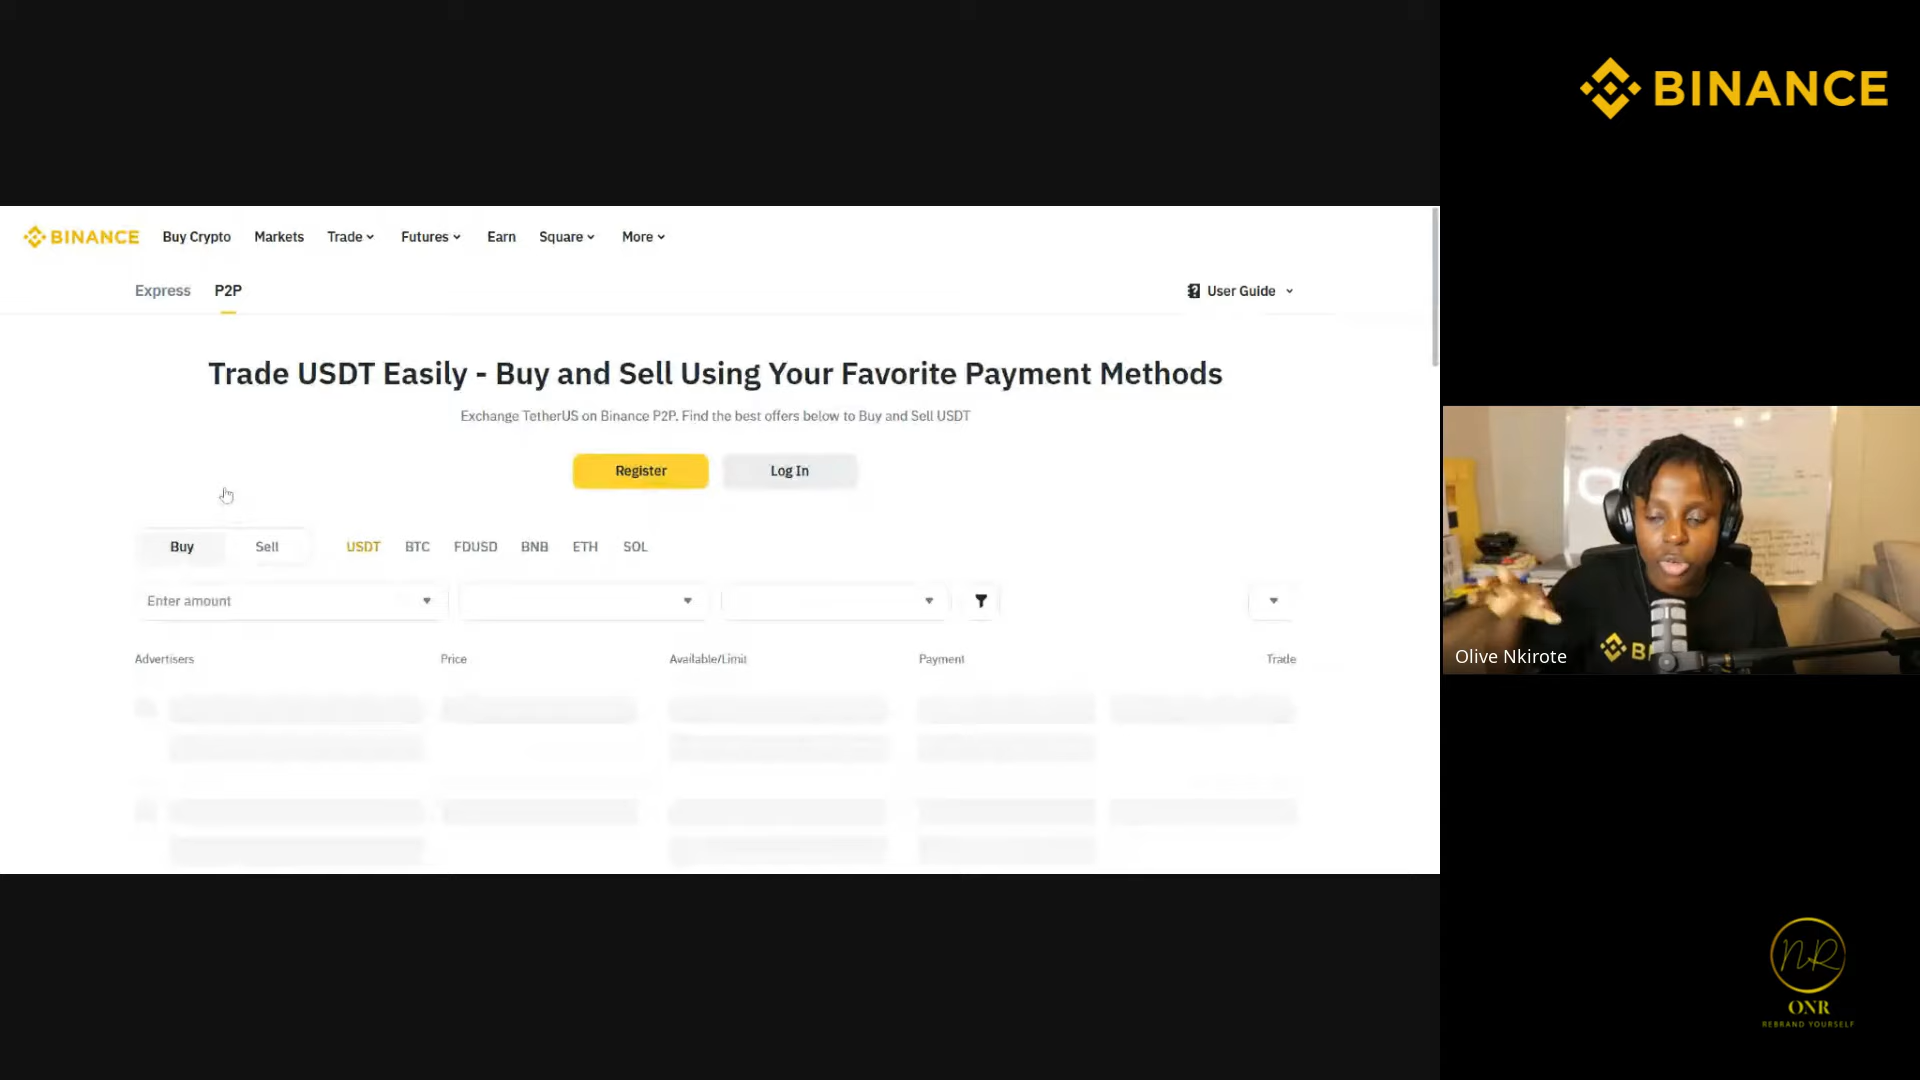 BINANCE
BINANCE Buy Crypto Markets Trade Futures Earn Square More
Express P2P User Guide
Trade USDT Easily - Buy and Sell Using Your Favorite Payment Methods
Exchange TetherUS on Binance P2P. Find the best offers below to Buy and Sell USDT
Register Log In
Buy Sell USDT BTC FDUSD BNB ETH SOL
Enter amount
Advertisers Price Available/Limit Payment Trade
B
Olive Nkirote
NR
ONR
REBRAND YOURSELF